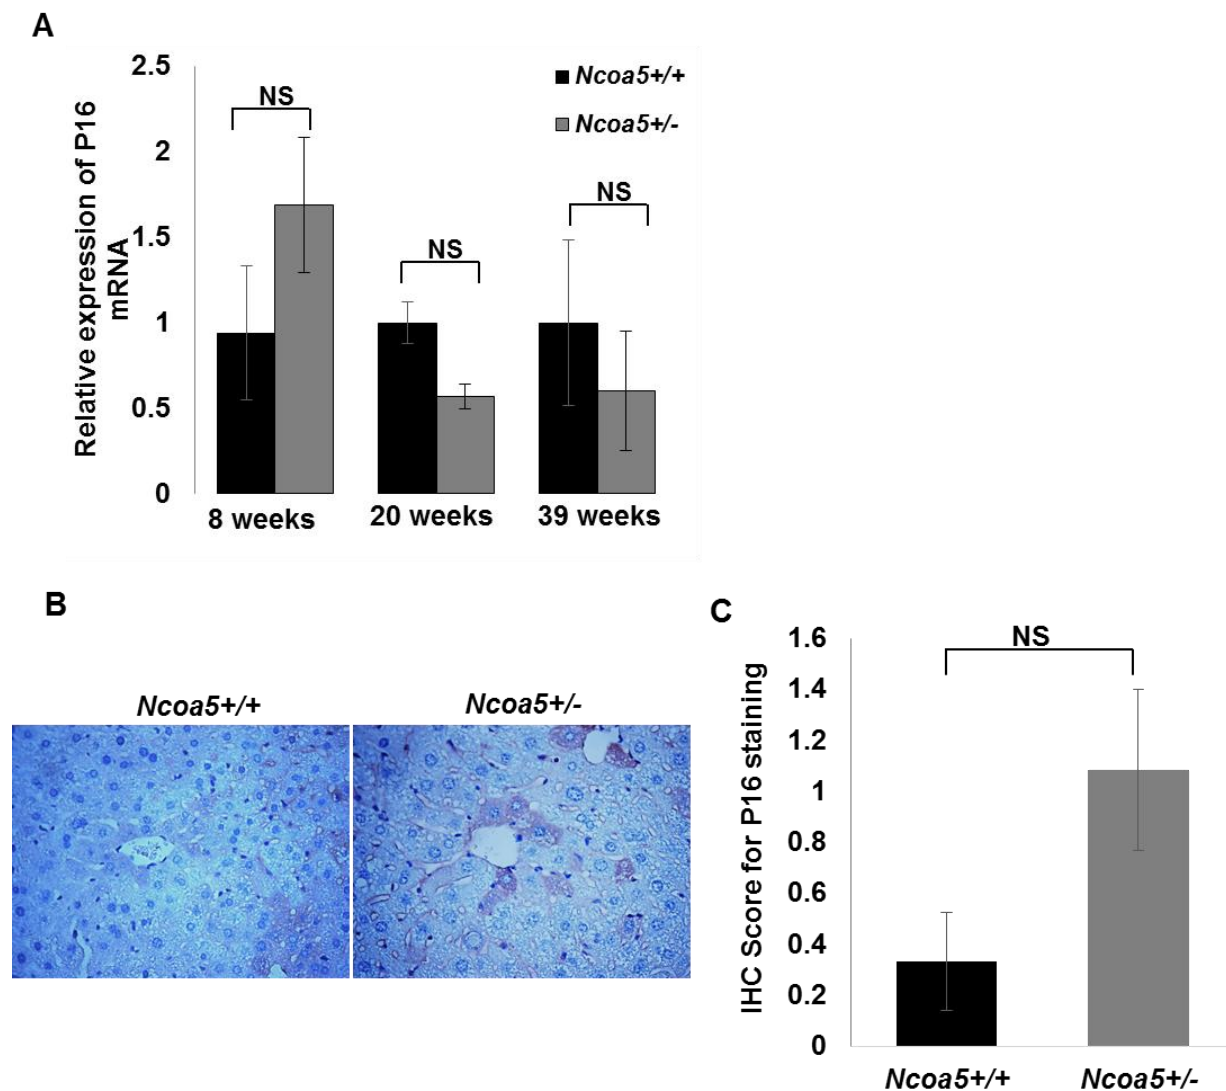 A
2.5
2
1.5
1
0.5
0
Relative expression of P16
mRNA
NS
NS
NS
Ncoa5+/+
Ncoa5+/-
8 weeks
20 weeks
39 weeks
B
Ncoa5+/+
Ncoa5+/-
C
1.6
1.4
1.2
1
0.8
0.6
0.4
0.2
0
IHC Score for P16 staining
NS
Ncoa5+/+
Ncoa5+/-